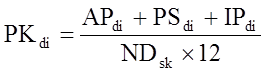 PK_di = (AP_di + PS_di + IP_di) / (ND_sk × 12)